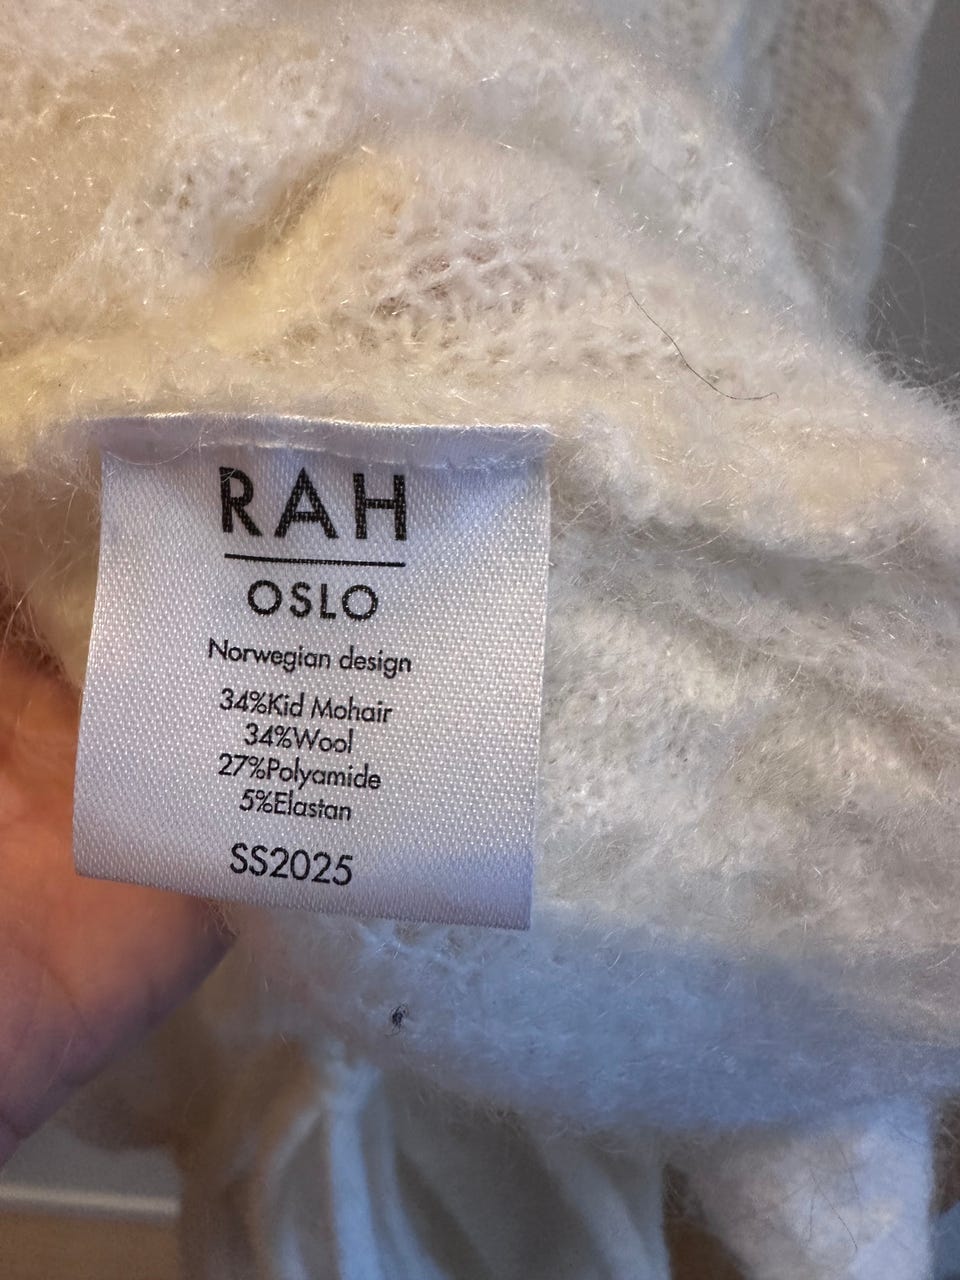 RAH
OSLO
Norwegian design
34%Kid Mohair
34%Wool
27%Polyamide
5%Elastan
SS2025